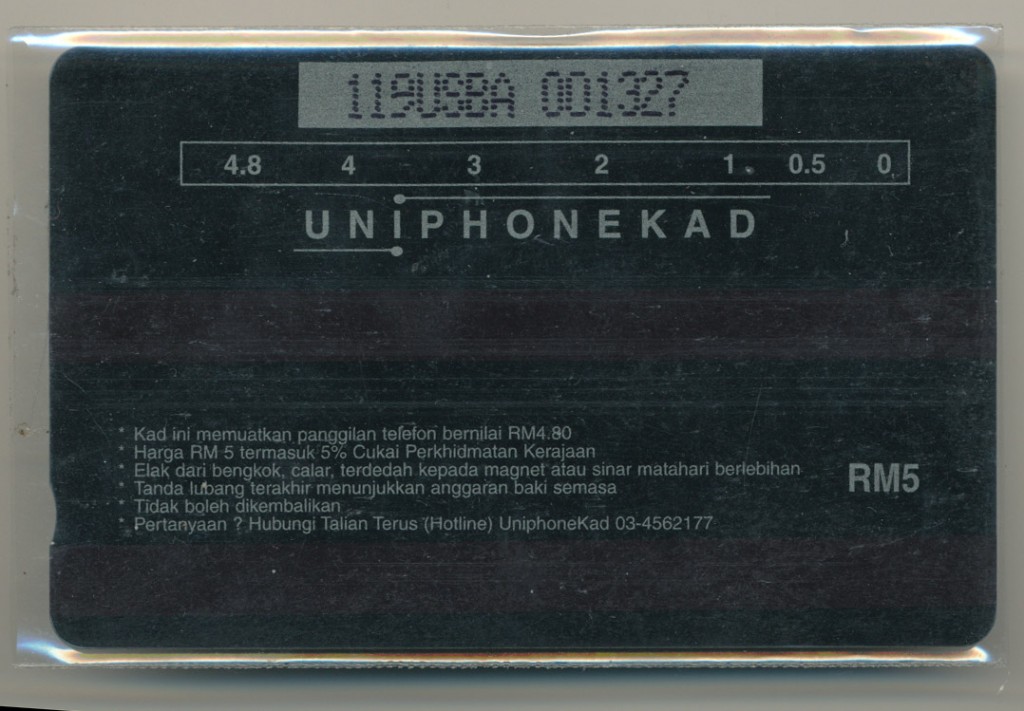 119USBA 001327
4.8 4 3 2 1 0.5 0
UNIPHONEKAD
* Kad ini memuatkan panggilan telefon bernilai RM4.80
* Harga RM 5 termasuk 5% Cukai Perkhidmatan Kerajaan
* Elak dari bengkok, calar, terdedah kepada magnet atau sinar matahari berlebihan
* Tanda lubang terakhir menunjukkan anggaran baki semasa
* Tidak boleh dikembalikan
* Pertanyaan ? Hubungi Talian Terus (Hotline) UniphoneKad 03-4562177
RM5